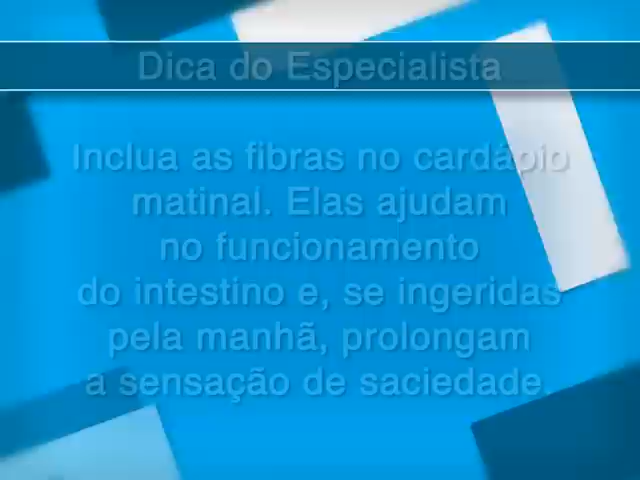 Dica do Especialista
Inclua as fibras no cardápio
matinal. Elas ajudam
no funcionamento
do intestino e, se ingeridas
pela manhã, prolongam
a sensação de saciedade.